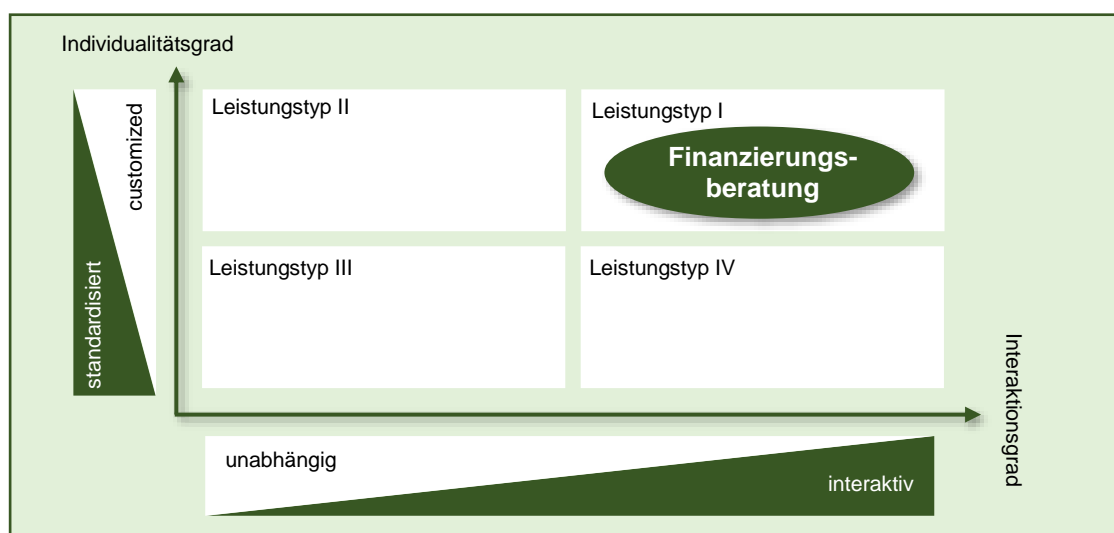 Individualitätsgrad
customized
standardisiert
Leistungstyp II
Leistungstyp I
Finanzierungs-
beratung
Leistungstyp III
Leistungstyp IV
Interaktionsgrad
unabhängig
interaktiv